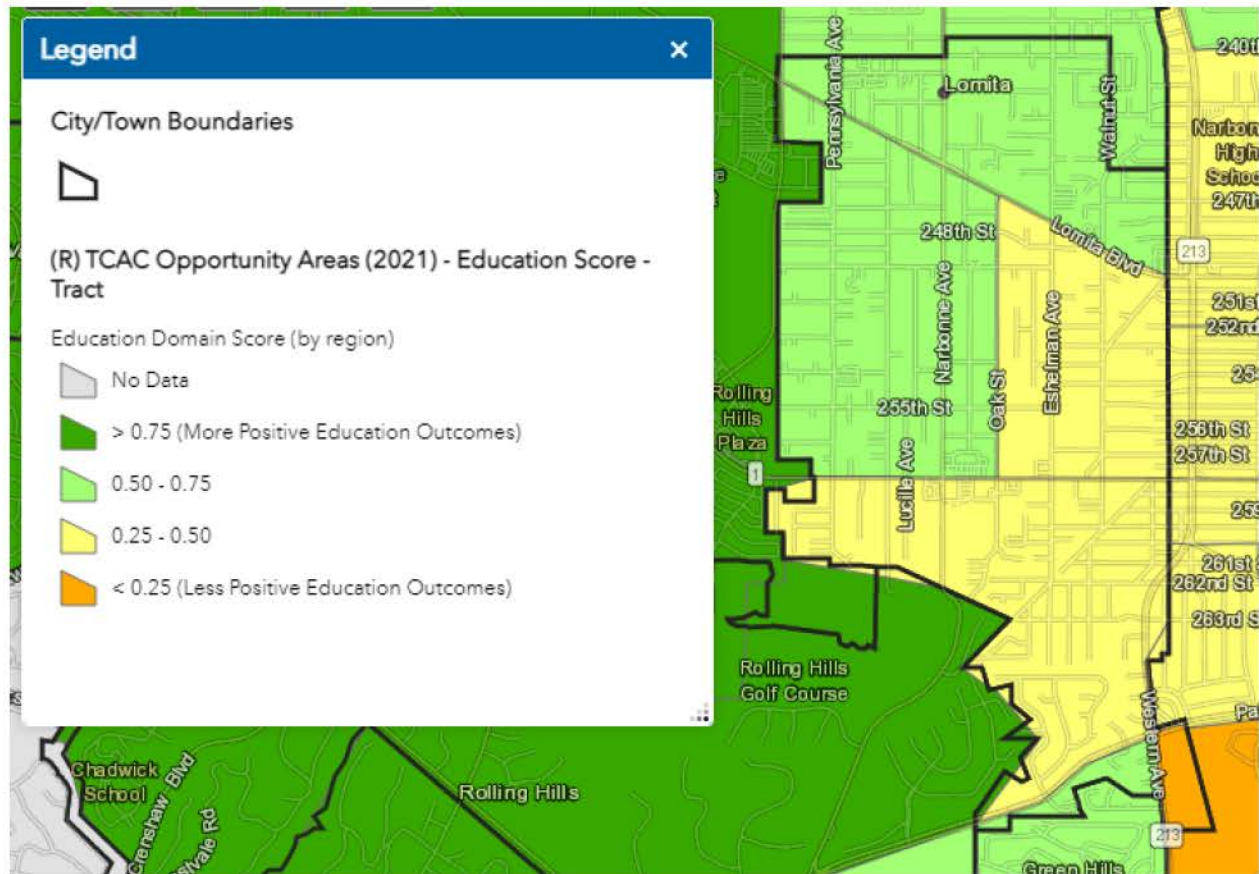 Legend
×
City/Town Boundaries
(R) TCAC Opportunity Areas (2021) - Education Score -
Tract
Education Domain Score (by region)
No Data
> 0.75 (More Positive Education Outcomes)
0.50 - 0.75
0.25 - 0.50
< 0.25 (Less Positive Education Outcomes)
Pennsylvania Ave
Lomita
Walnut St
240th
Narbon
High
School
247th
248th St
Lomita Blvd
213
Narbonne Ave
Eshelman Ave
251st
252nd
Rolling
Hills
Plaza
255th St
Oak St
256th St
257th St
1
Lucille Ave
259
261st
262nd St
263rd S
Rolling Hills
Golf Course
Western Ave
Pa
Chadwick
School
Crenshaw Blvd
Rolling Hills
213
Green Hills